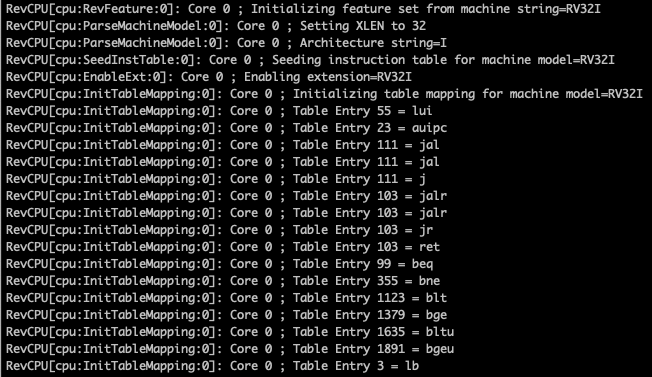 RevCPU[cpu:RevFeature:0]: Core 0 ; Initializing feature set from machine string=RV32I
RevCPU[cpu:ParseMachineModel:0]: Core 0 ; Setting XLEN to 32
RevCPU[cpu:ParseMachineModel:0]: Core 0 ; Architecture string=I
RevCPU[cpu:SeedInstTable:0]: Core 0 ; Seeding instruction table for machine model=RV32I
RevCPU[cpu:EnableExt:0]: Core 0 ; Enabling extension=RV32I
RevCPU[cpu:InitTableMapping:0]: Core 0 ; Initializing table mapping for machine model=RV32I
RevCPU[cpu:InitTableMapping:0]: Core 0 ; Table Entry 55 = lui
RevCPU[cpu:InitTableMapping:0]: Core 0 ; Table Entry 23 = auipc
RevCPU[cpu:InitTableMapping:0]: Core 0 ; Table Entry 111 = jal
RevCPU[cpu:InitTableMapping:0]: Core 0 ; Table Entry 111 = jal
RevCPU[cpu:InitTableMapping:0]: Core 0 ; Table Entry 111 = j
RevCPU[cpu:InitTableMapping:0]: Core 0 ; Table Entry 103 = jalr
RevCPU[cpu:InitTableMapping:0]: Core 0 ; Table Entry 103 = jalr
RevCPU[cpu:InitTableMapping:0]: Core 0 ; Table Entry 103 = jr
RevCPU[cpu:InitTableMapping:0]: Core 0 ; Table Entry 103 = ret
RevCPU[cpu:InitTableMapping:0]: Core 0 ; Table Entry 99 = beq
RevCPU[cpu:InitTableMapping:0]: Core 0 ; Table Entry 355 = bne
RevCPU[cpu:InitTableMapping:0]: Core 0 ; Table Entry 1123 = blt
RevCPU[cpu:InitTableMapping:0]: Core 0 ; Table Entry 1379 = bge
RevCPU[cpu:InitTableMapping:0]: Core 0 ; Table Entry 1635 = bltu
RevCPU[cpu:InitTableMapping:0]: Core 0 ; Table Entry 1891 = bgeu
RevCPU[cpu:InitTableMapping:0]: Core 0 ; Table Entry 3 = lb